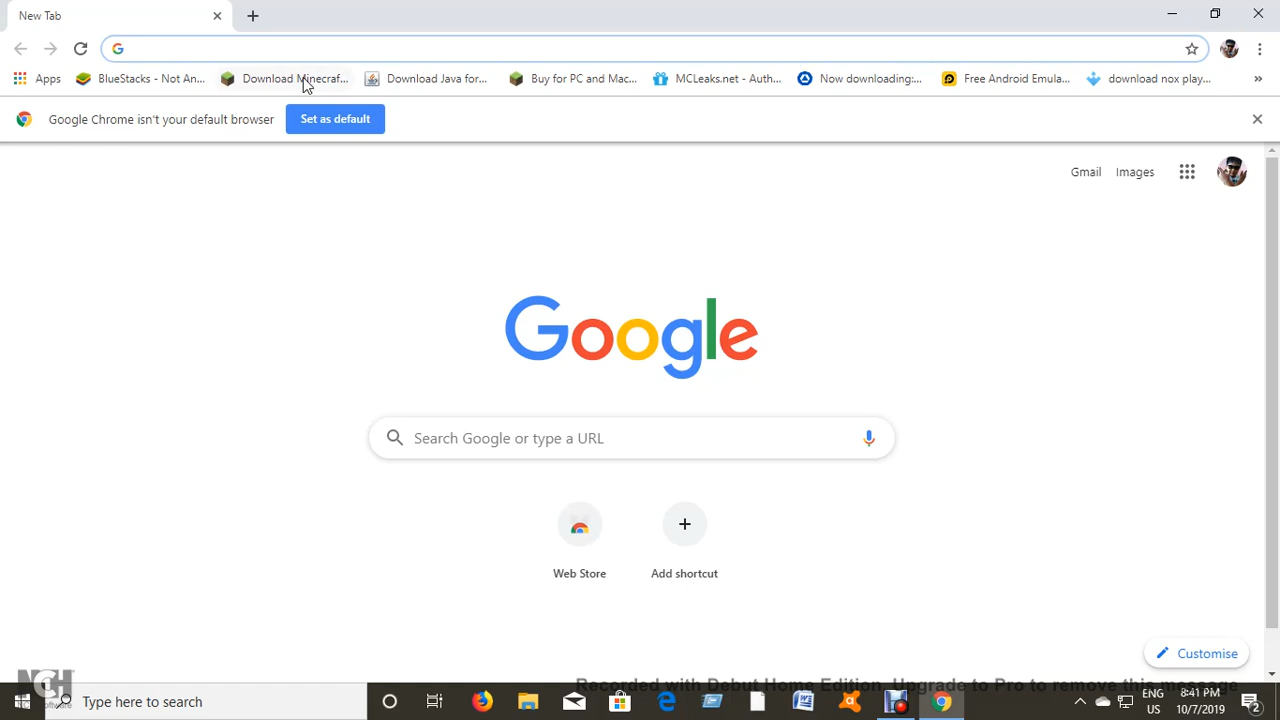 New Tab
Apps
BlueStacks - Not An...
Download Minecraf...
Download Java for...
Buy for PC and Mac...
MCLeaks.net - Auth...
Now downloading:...
Free Android Emula...
download nox play...
»
Google Chrome isn't your default browser
Set as default
Gmail
Images
Google
Search Google or type a URL
Web Store
Add shortcut
Customise
Recorded with Debut Home Edition. Upgrade to Pro to remove this message
NCH
Software
Type here to search
ENG
US
8:41 PM
10/7/2019
2